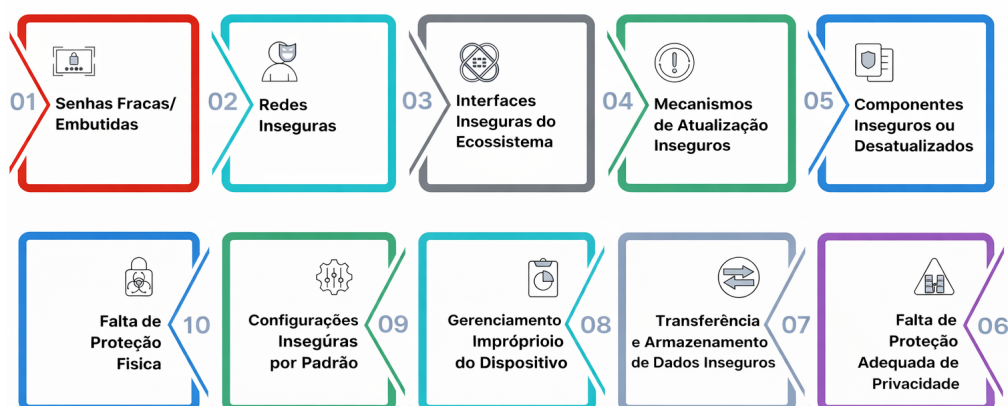 01
Senhas Fracas/
Embutidas
02
Redes
Inseguras
03
Interfaces
Inseguras do
Ecossistema
04
Mecanismos
de Atualização
Inseguros
05
Componentes
Inseguros ou
Desatualizados
Falta de
Proteção
Fisica
10
Configurações
Insegúras
por Padrão
09
Gerenciamento
Impróprioio
do Dispositivo
08
Transferência
e Armazenamento
de Dados Inseguros
07
Falta de
Proteção
Adequada de
Privacidade
06